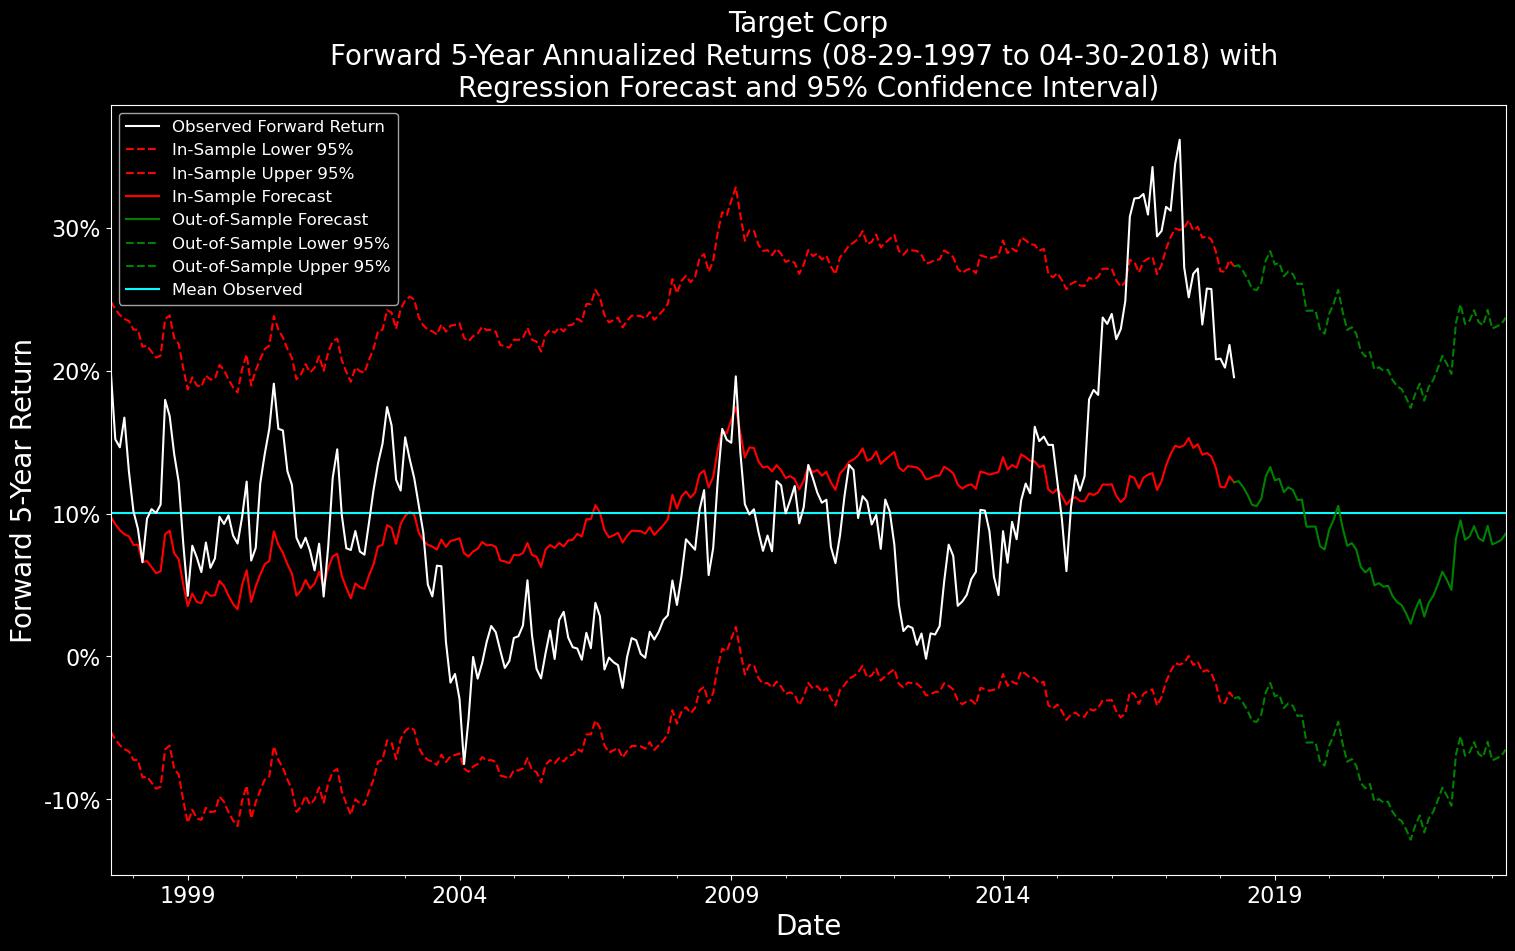 Target Corp
Forward 5-Year Annualized Returns (08-29-1997 to 04-30-2018) with
Regression Forecast and 95% Confidence Interval)
Observed Forward Return
In-Sample Lower 95%
In-Sample Upper 95%
In-Sample Forecast
Out-of-Sample Forecast
Out-of-Sample Lower 95%
Out-of-Sample Upper 95%
Mean Observed
Forward 5-Year Return
30%
20%
10%
0%
-10%
1999 2004 2009 2014 2019
Date